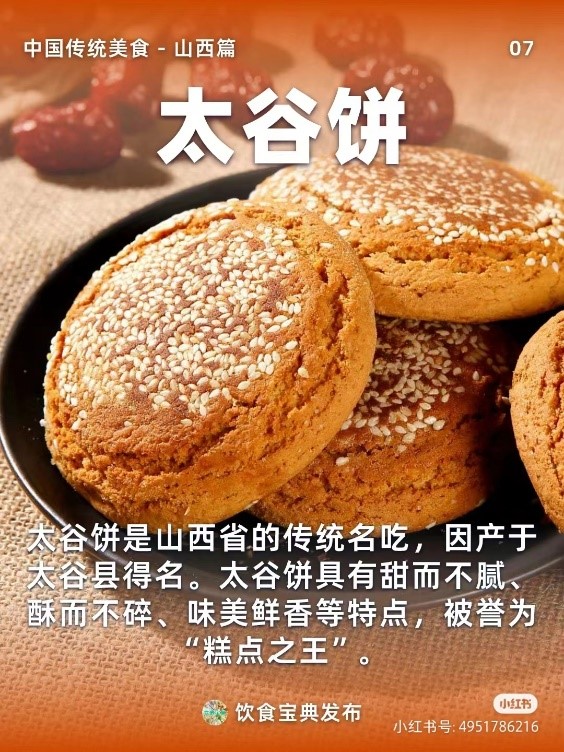 中国传统美食 - 山西篇
07
太谷饼
太谷饼是山西省的传统名吃，因产于
太谷县得名。太谷饼具有甜而不腻、
酥而不碎、味美鲜香等特点，被誉为
“糕点之王”。
饮食宝典发布
小红书
小红书号: 4951786216